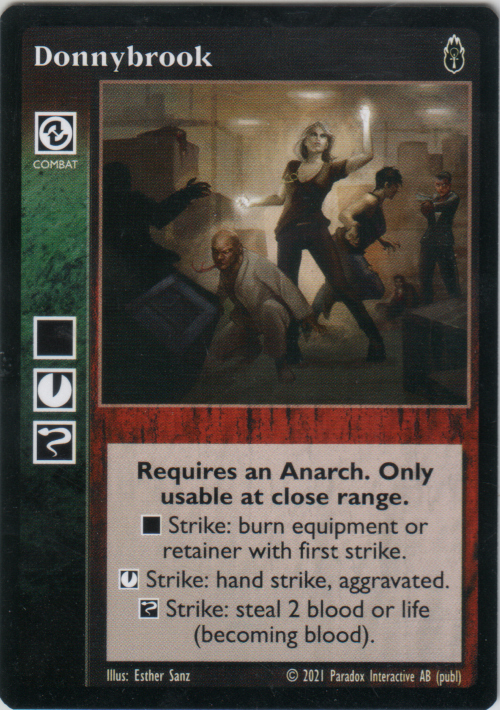 Donnybrook
COMBAT
Requires an Anarch. Only
usable at close range.
Strike: burn equipment or
retainer with first strike.
Strike: hand strike, aggravated.
Strike: steal 2 blood or life
(becoming blood).
Illus: Esther Sanz © 2021 Paradox Interactive AB (publ)